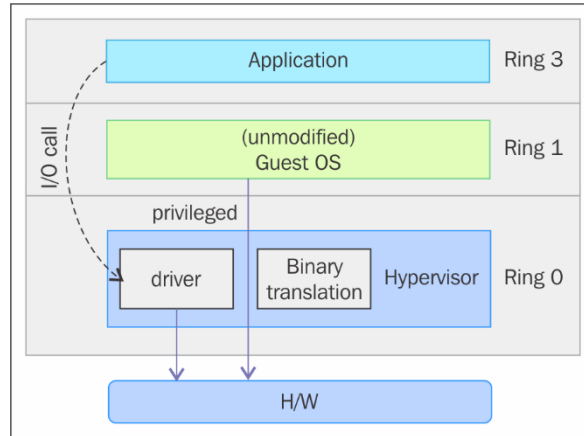 Application
Ring 3
I/O call
(unmodified)
Guest OS
Ring 1
privileged
driver
Binary
translation
Hypervisor
Ring 0
H/W